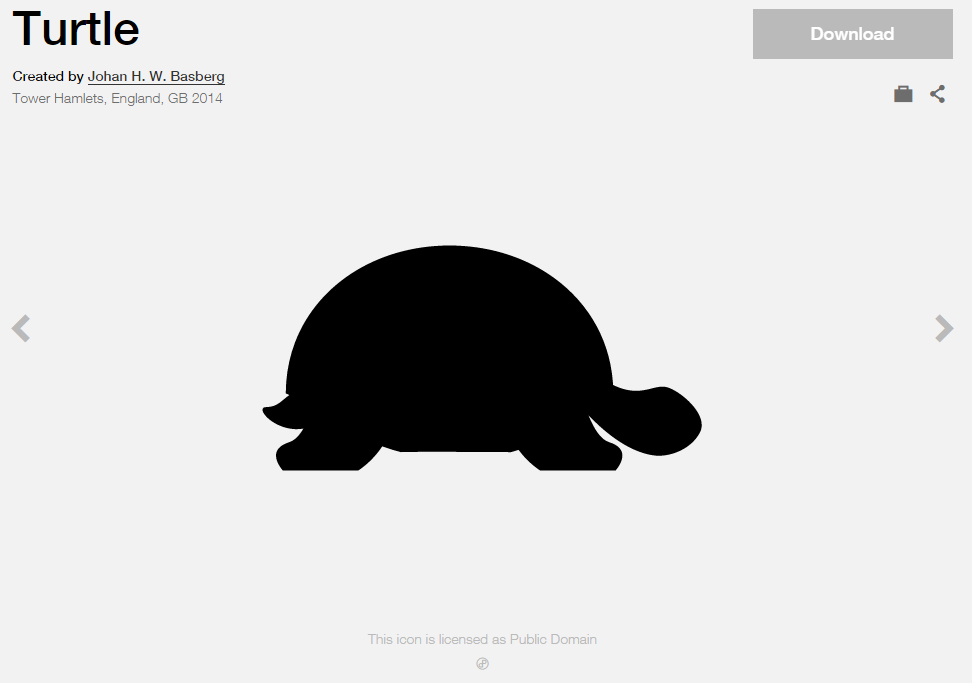 Turtle
Download
Created by Johan H. W. Basberg
Tower Hamlets, England, GB 2014
This icon is licensed as Public Domain